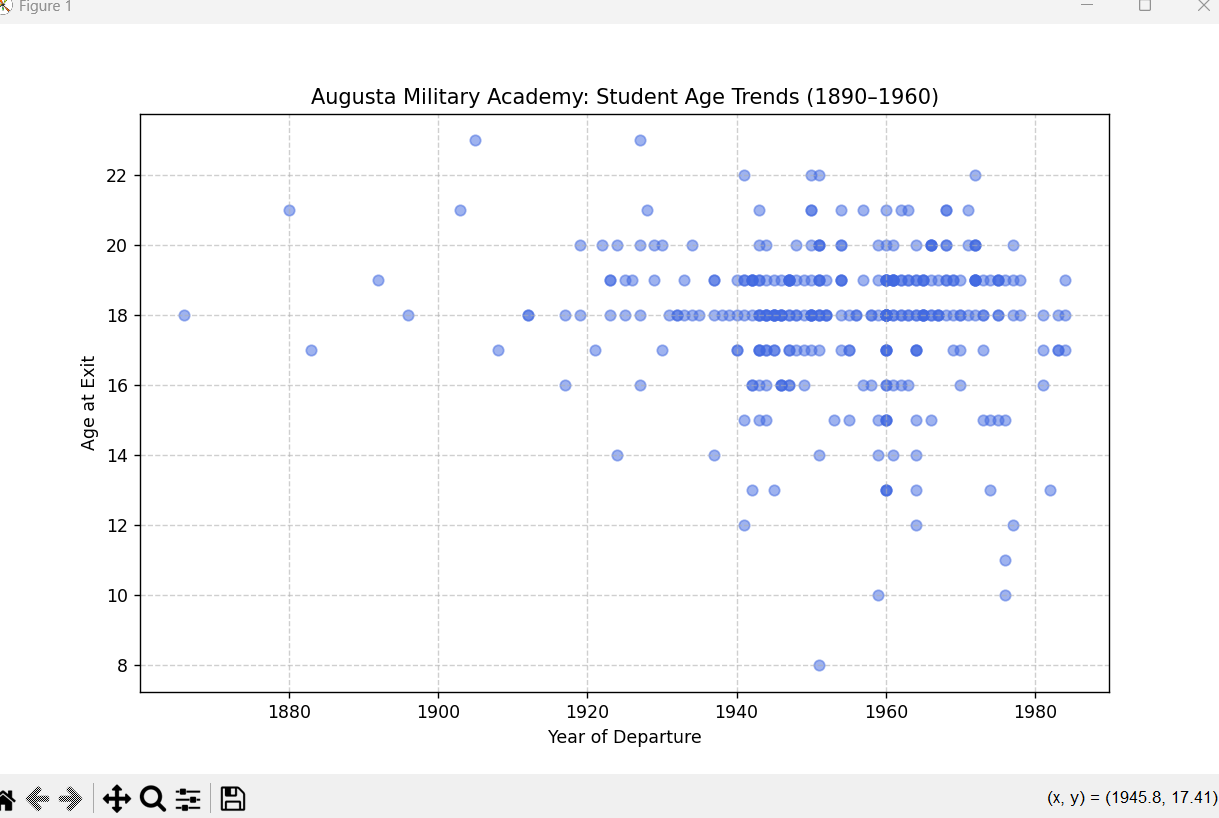 Figure 1
Augusta Military Academy: Student Age Trends (1890–1960)
22
20
18
16
14
12
10
8
Age at Exit
1880 1900 1920 1940 1960 1980
Year of Departure
(x, y) = (1945.8, 17.41)